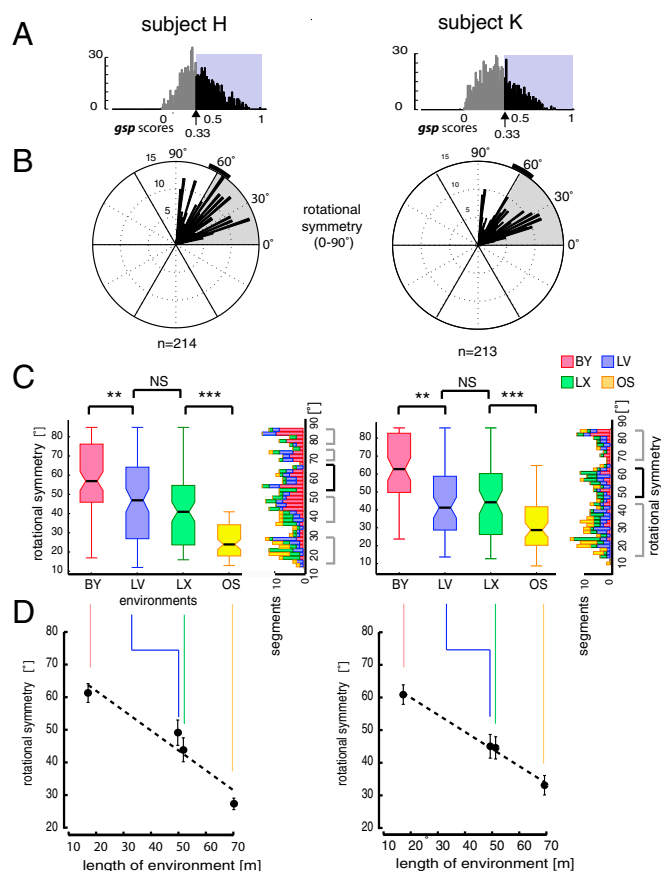 subject H
subject K
A
30
0
0
0.5
1
gsp scores
0.33
30
0
0
0.5
1
gsp scores
0.33
B
15
10
5
90°
60°
30°
0°
n=214
rotational
symmetry
(0-90°)
15
10
5
90°
60°
30°
0°
n=213
BY
LV
LX
OS
C
**
NS
***
rotational symmetry [°]
80
70
60
50
40
30
20
10
BY
LV
LX
OS
environments
90 [°]
80
70
60
50
40
30
20
10
10
0
segments
**
NS
***
80
70
60
50
40
30
20
10
BY
LV
LX
OS
90 [°]
80
70
60
50
40
30
20
10
rotational symmetry
10
0
segments
D
rotational symmetry [°]
80
70
60
50
40
30
20
10 20 30 40 50 60 70
length of environment [m]
rotational symmetry [°]
80
70
60
50
40
30
20
10 20 30 40 50 60 70
length of environment [m]